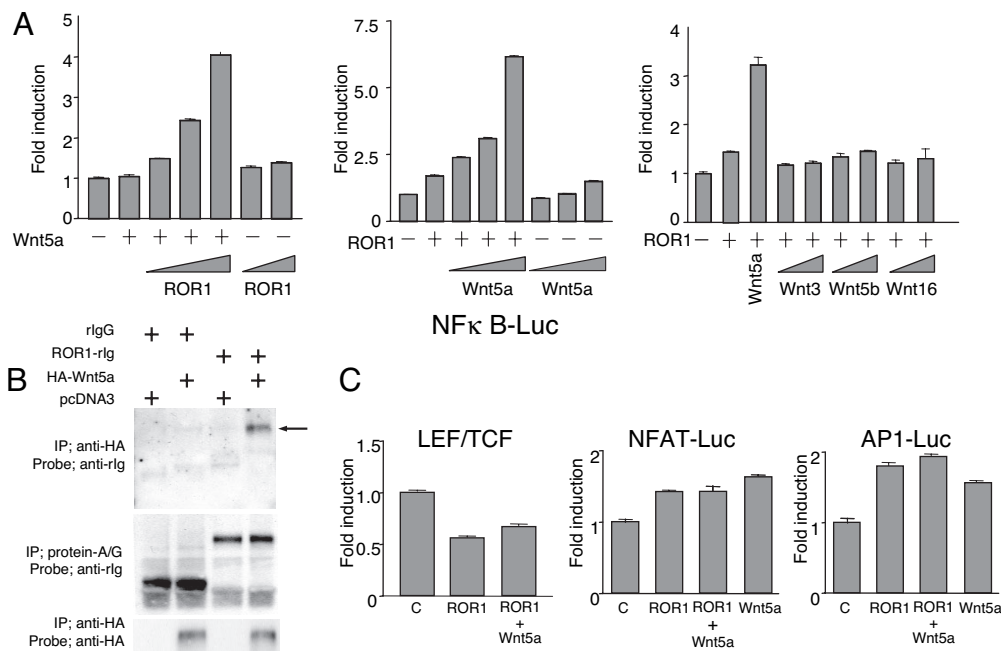 A
Fold induction
5
4
3
2
1
0
Wnt5a
− + + + + − −
ROR1
ROR1
Fold induction
7.5
5.0
2.5
0
ROR1
− + + + + − − −
Wnt5a
Wnt5a
Fold induction
4
3
2
1
0
ROR1
− + + + + + + + +
Wnt5a
Wnt3
Wnt5b
Wnt16
NFκ B-Luc
B
rIgG + +
ROR1-rIg + +
HA-Wnt5a + +
pcDNA3 + +
IP; anti-HA
Probe; anti-rIg
IP; protein-A/G
Probe; anti-rIg
IP; anti-HA
Probe; anti-HA
C
LEF/TCF
Fold induction
1.5
1.0
0.5
0
C
ROR1
ROR1
+
Wnt5a
NFAT-Luc
Fold induction
2
1
0
C
ROR1
ROR1
+
Wnt5a
Wnt5a
AP1-Luc
Fold induction
2
1
0
C
ROR1
ROR1
+
Wnt5a
Wnt5a